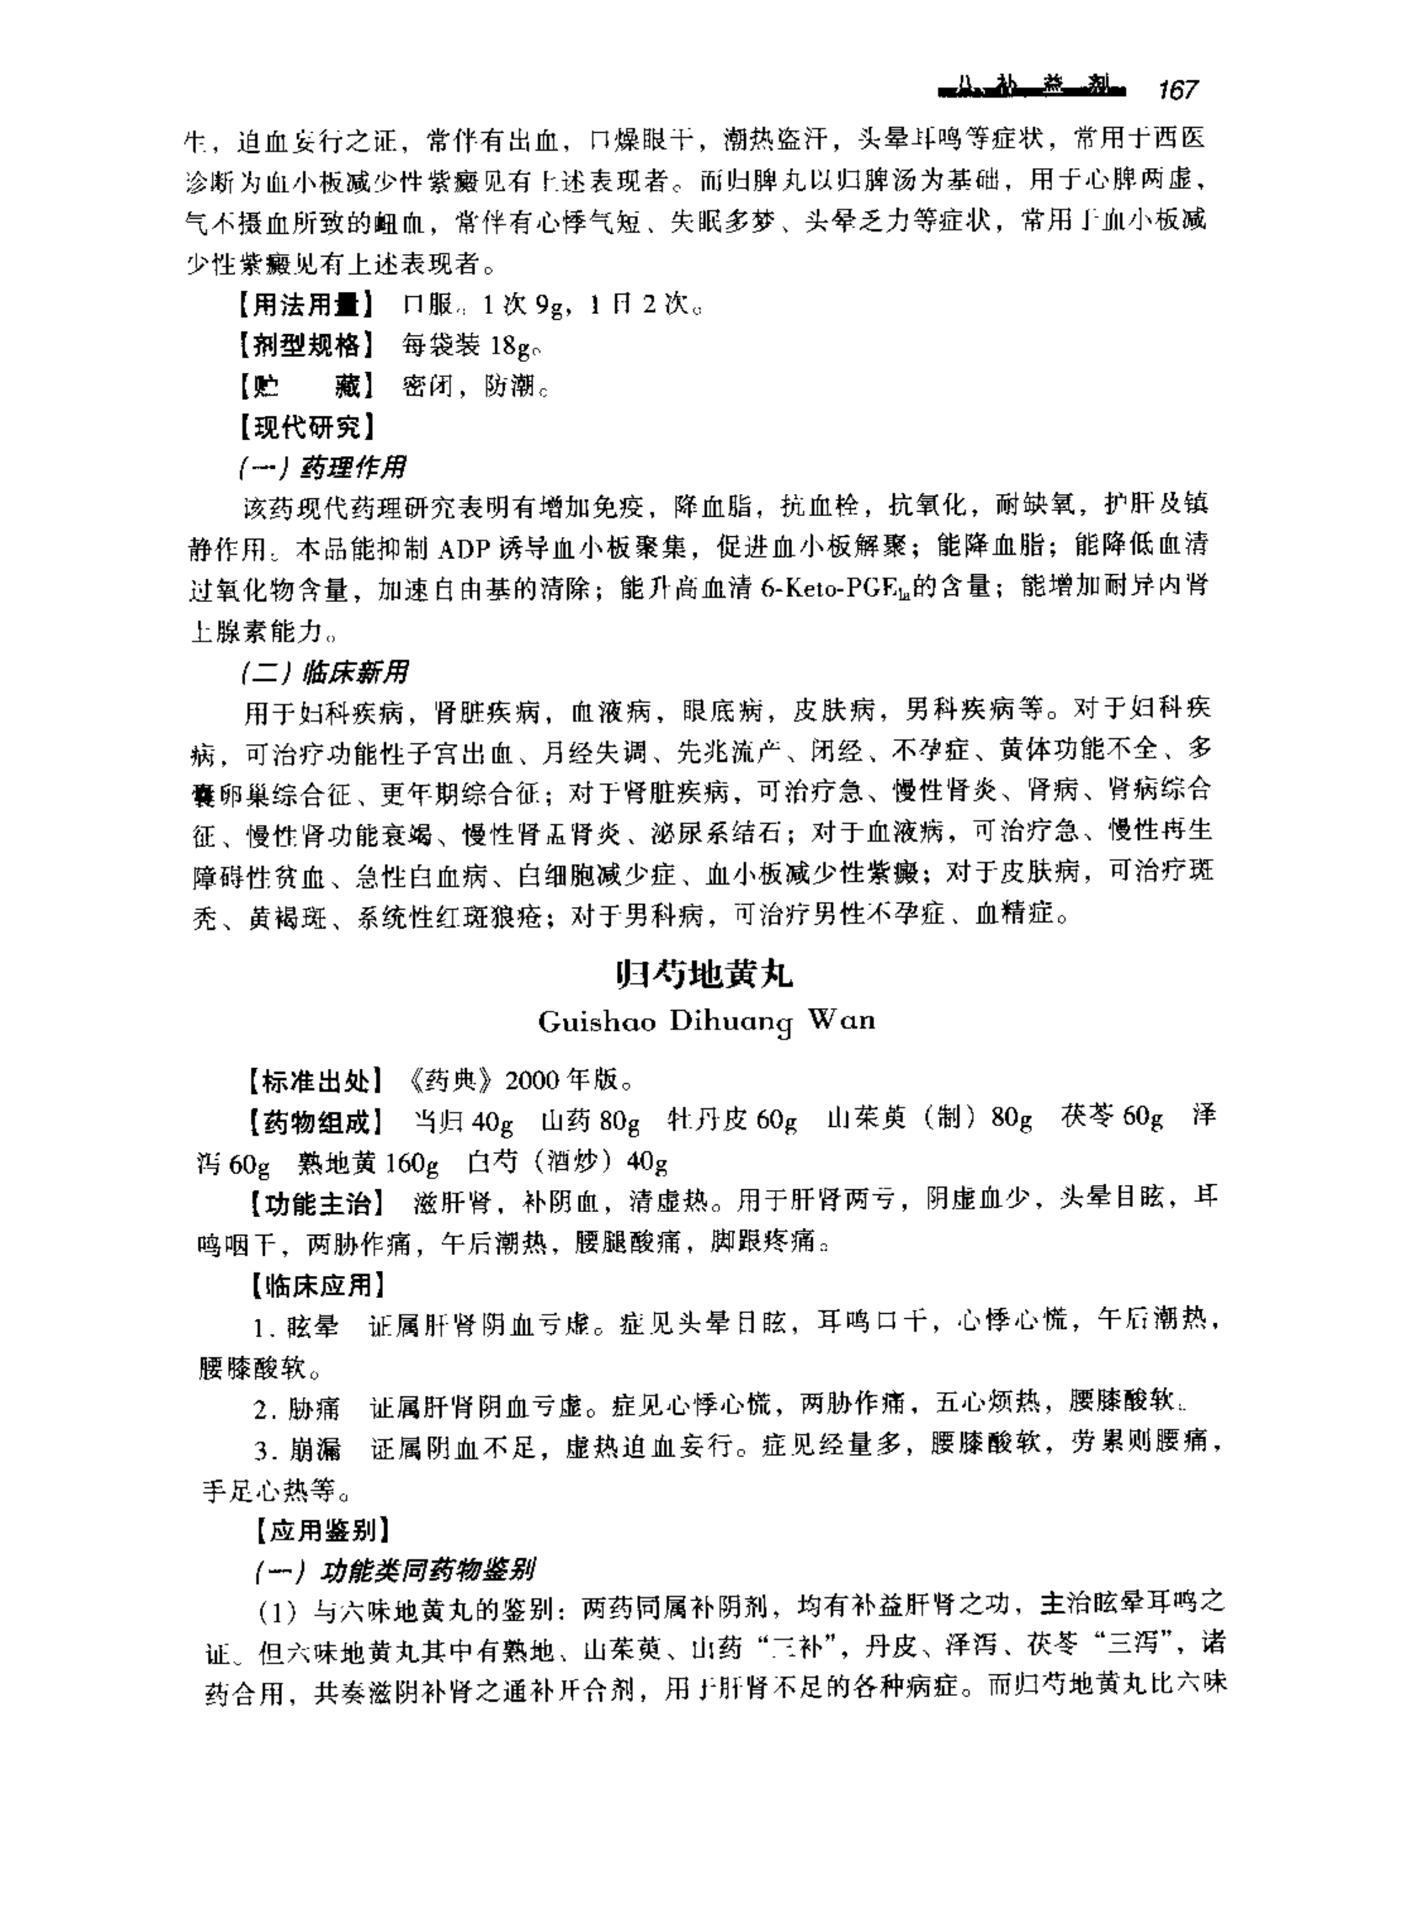 八、补益剂 167
生，迫血妄行之证，常伴有出血，口燥眼干，潮热盗汗，头晕耳鸣等症状，常用于西医
诊断为血小板减少性紫癜见有上述表现者。而归脾丸以归脾汤为基础，用于心脾两虚，
气不摄血所致的衄血，常伴有心悸气短、失眠多梦、头晕乏力等症状，常用于血小板减
少性紫癜见有上述表现者。
【用法用量】 口服。1次9g，1日2次。
【剂型规格】 每袋装18g。
【贮　　藏】 密闭，防潮。
【现代研究】
（一）药理作用
该药现代药理研究表明有增加免疫，降血脂，抗血栓，抗氧化，耐缺氧，护肝及镇
静作用。本品能抑制ADP诱导血小板聚集，促进血小板解聚；能降血脂；能降低血清
过氧化物含量，加速自由基的清除；能升高血清6-Keto-PGF1α的含量；能增加耐异丙肾
上腺素能力。
（二）临床新用
用于妇科疾病，肾脏疾病，血液病，眼底病，皮肤病，男科疾病等。对于妇科疾
病，可治疗功能性子宫出血、月经失调、先兆流产、闭经、不孕症、黄体功能不全、多
囊卵巢综合征、更年期综合征；对于肾脏疾病，可治疗急、慢性肾炎、肾病、肾病综合
征、慢性肾功能衰竭、慢性肾盂肾炎、泌尿系结石；对于血液病，可治疗急、慢性再生
障碍性贫血、急性白血病、白细胞减少症、血小板减少性紫癜；对于皮肤病，可治疗斑
秃、黄褐斑、系统性红斑狼疮；对于男科病，可治疗男性不孕症、血精症。
归芍地黄丸
Guishao Dihuang Wan
【标准出处】 《药典》2000年版。
【药物组成】 当归40g　山药80g　牡丹皮60g　山茱萸（制）80g　茯苓60g　泽
泻60g　熟地黄160g　白芍（酒炒）40g
【功能主治】 滋肝肾，补阴血，清虚热。用于肝肾两亏，阴虚血少，头晕目眩，耳
鸣咽干，两胁作痛，午后潮热，腰腿酸痛，脚跟疼痛。
【临床应用】
1. 眩晕　证属肝肾阴血亏虚。症见头晕目眩，耳鸣口干，心悸心慌，午后潮热，
腰膝酸软。
2. 胁痛　证属肝肾阴血亏虚。症见心悸心慌，两胁作痛，五心烦热，腰膝酸软。
3. 崩漏　证属阴血不足，虚热迫血妄行。症见经量多，腰膝酸软，劳累则腰痛，
手足心热等。
【应用鉴别】
（一）功能类同药物鉴别
（1）与六味地黄丸的鉴别：两药同属补阴剂，均有补益肝肾之功，主治眩晕耳鸣之
证。但六味地黄丸其中有熟地、山茱萸、山药“三补”，丹皮、泽泻、茯苓“三泻”，诸
药合用，共奏滋阴补肾之通补开合剂，用于肝肾不足的各种病症。而归芍地黄丸比六味